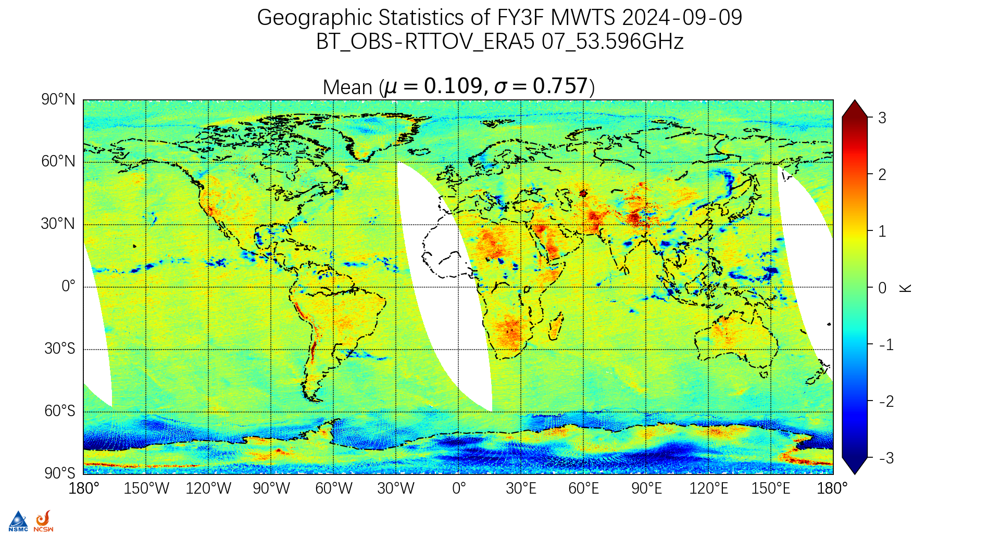 Geographic Statistics of FY3F MWTS 2024-09-09
BT_OBS-RTTOV_ERA5 07_53.596GHz
Mean (μ = 0.109, σ = 0.757)
90°N
60°N
30°N
0°
30°S
60°S
90°S
180° 150°W 120°W 90°W 60°W 30°W 0° 30°E 60°E 90°E 120°E 150°E 180°
3
2
1
0
-1
-2
-3
K
NSMC NCSW